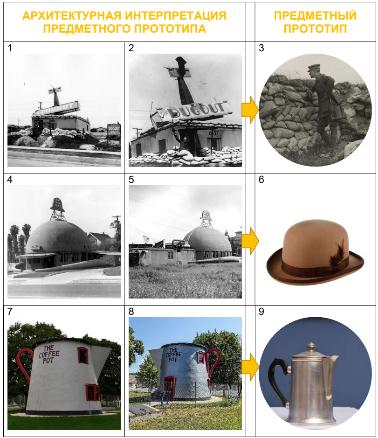 АРХИТЕКТУРНАЯ ИНТЕРПРЕТАЦИЯ
ПРЕДМЕТНОГО ПРОТОТИПА
ПРЕДМЕТНЫЙ
ПРОТОТИП
1
2
3
DUGOUT
4
5
6
7
8
9
THE
COFFEE
POT
THE
COFFEE
POT